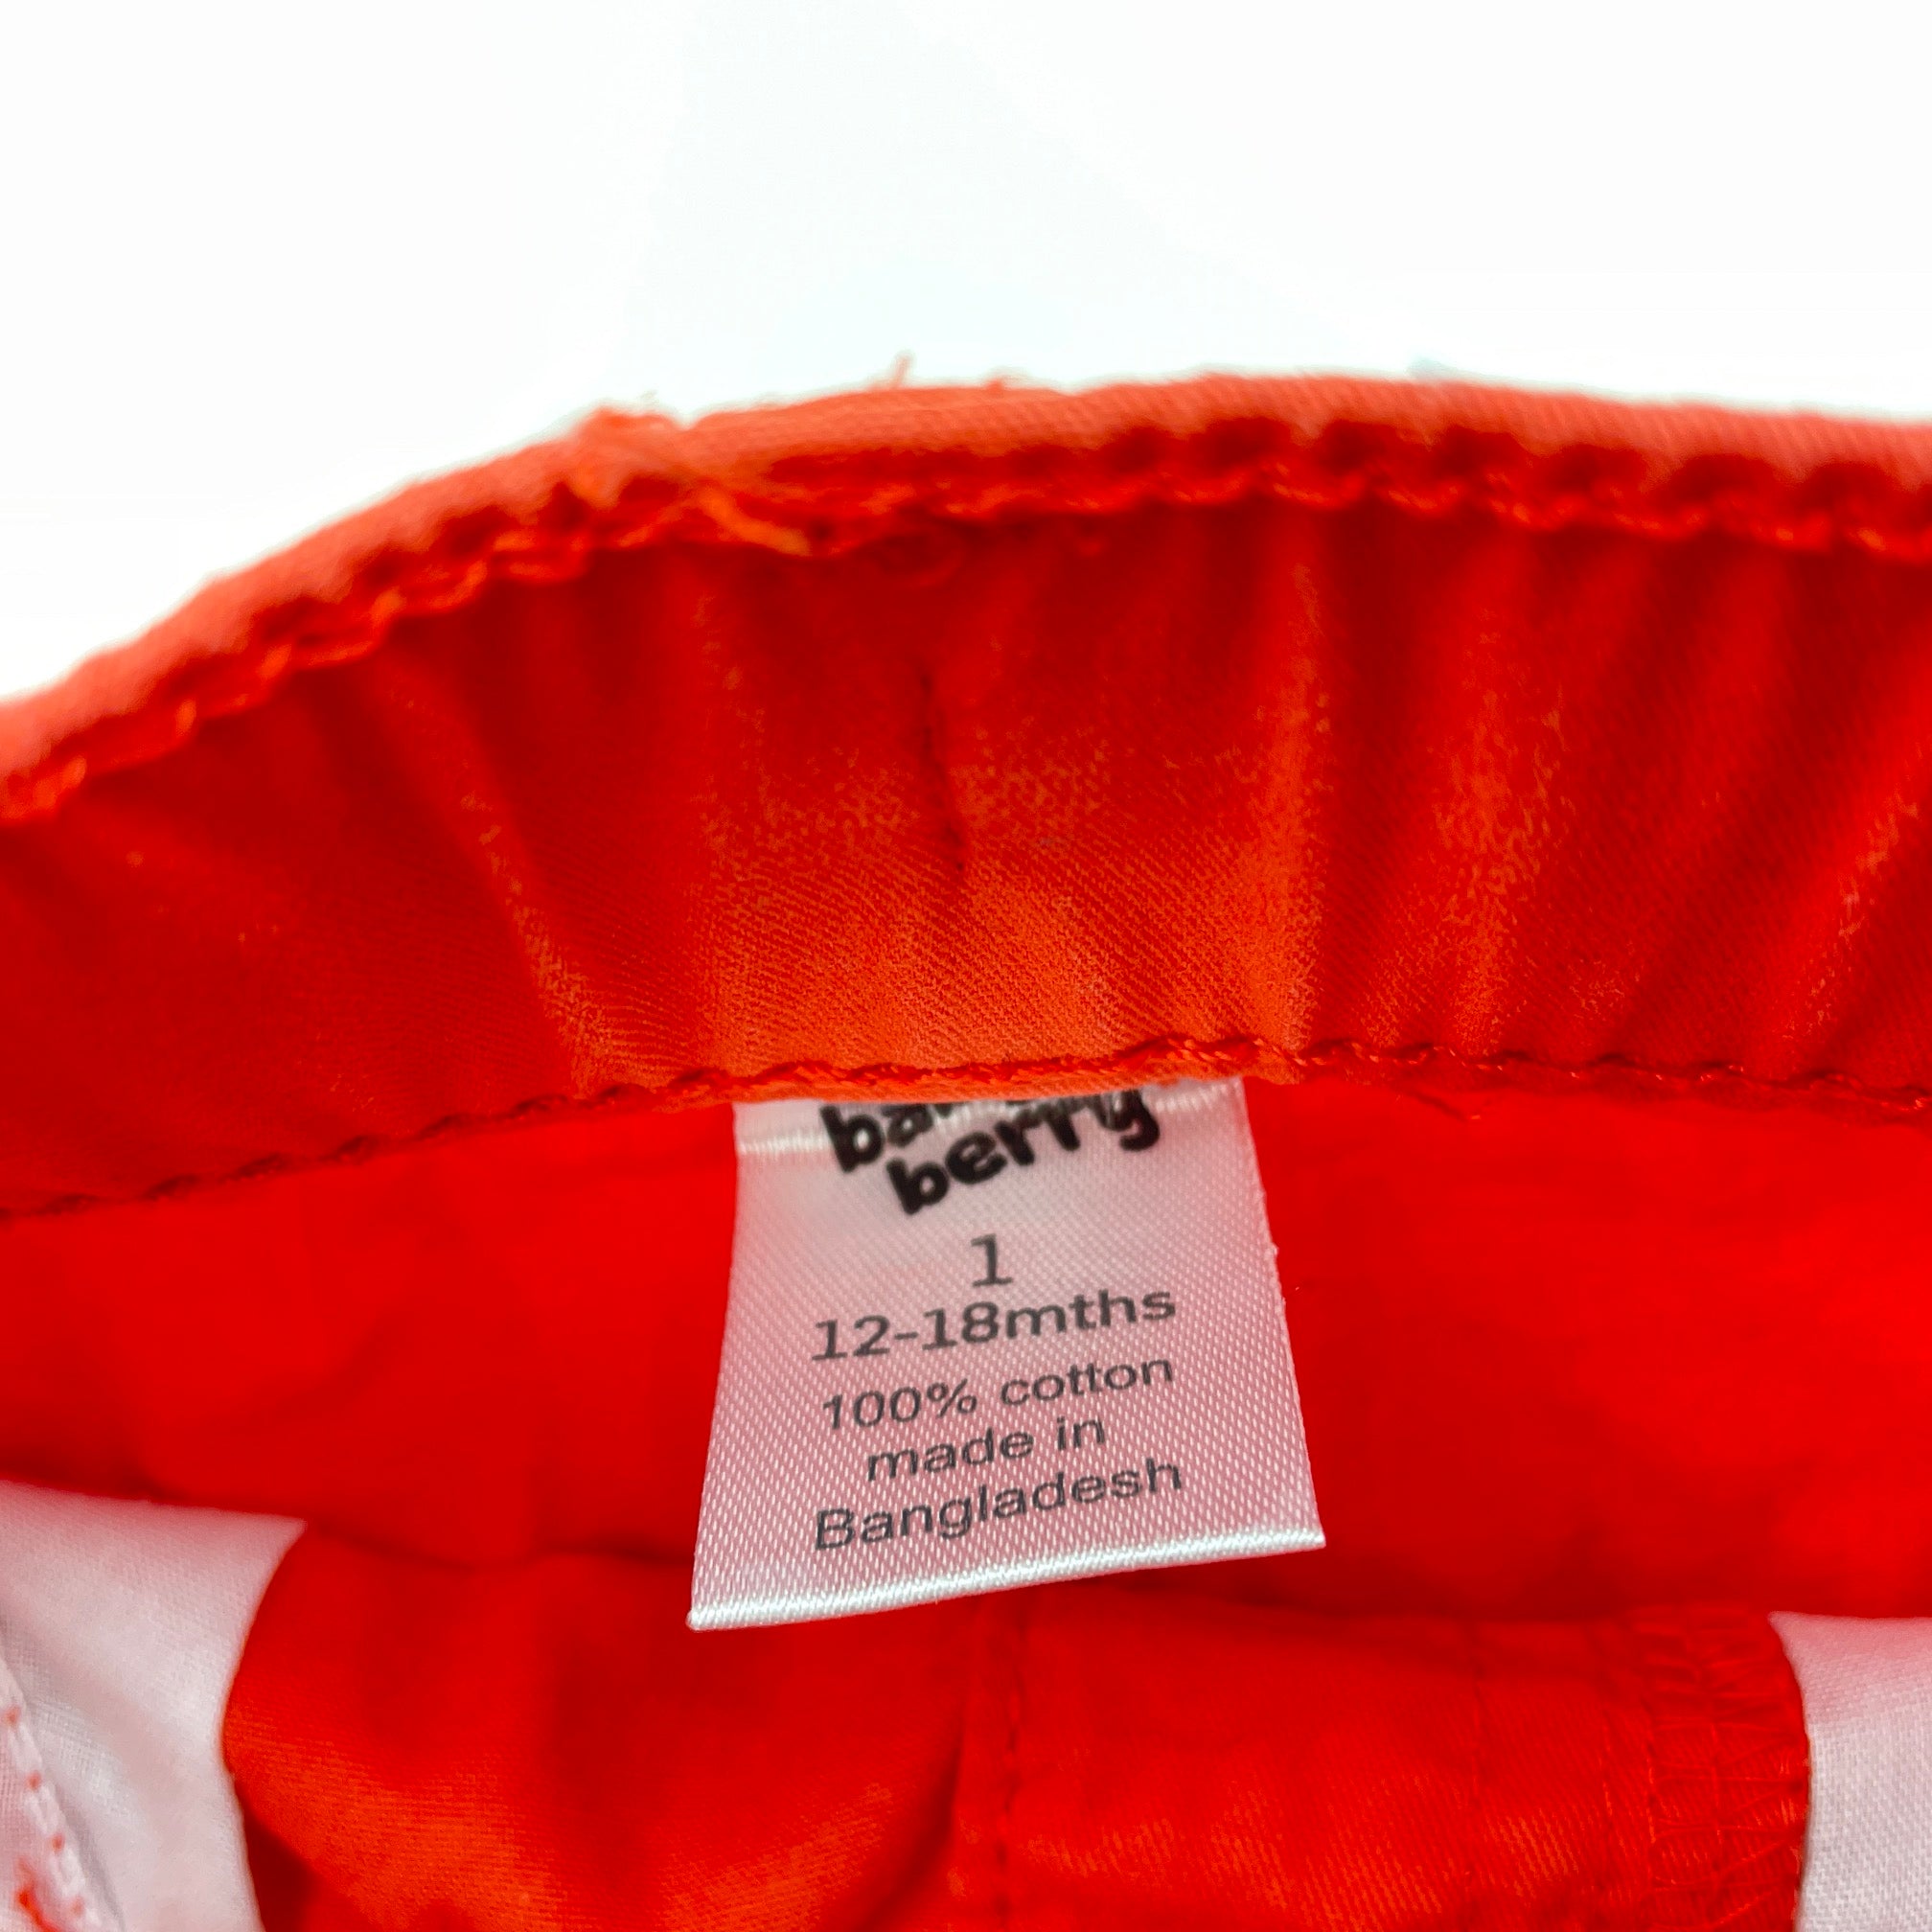 berry
1
12-18mths
100% cotton
made in
Bangladesh